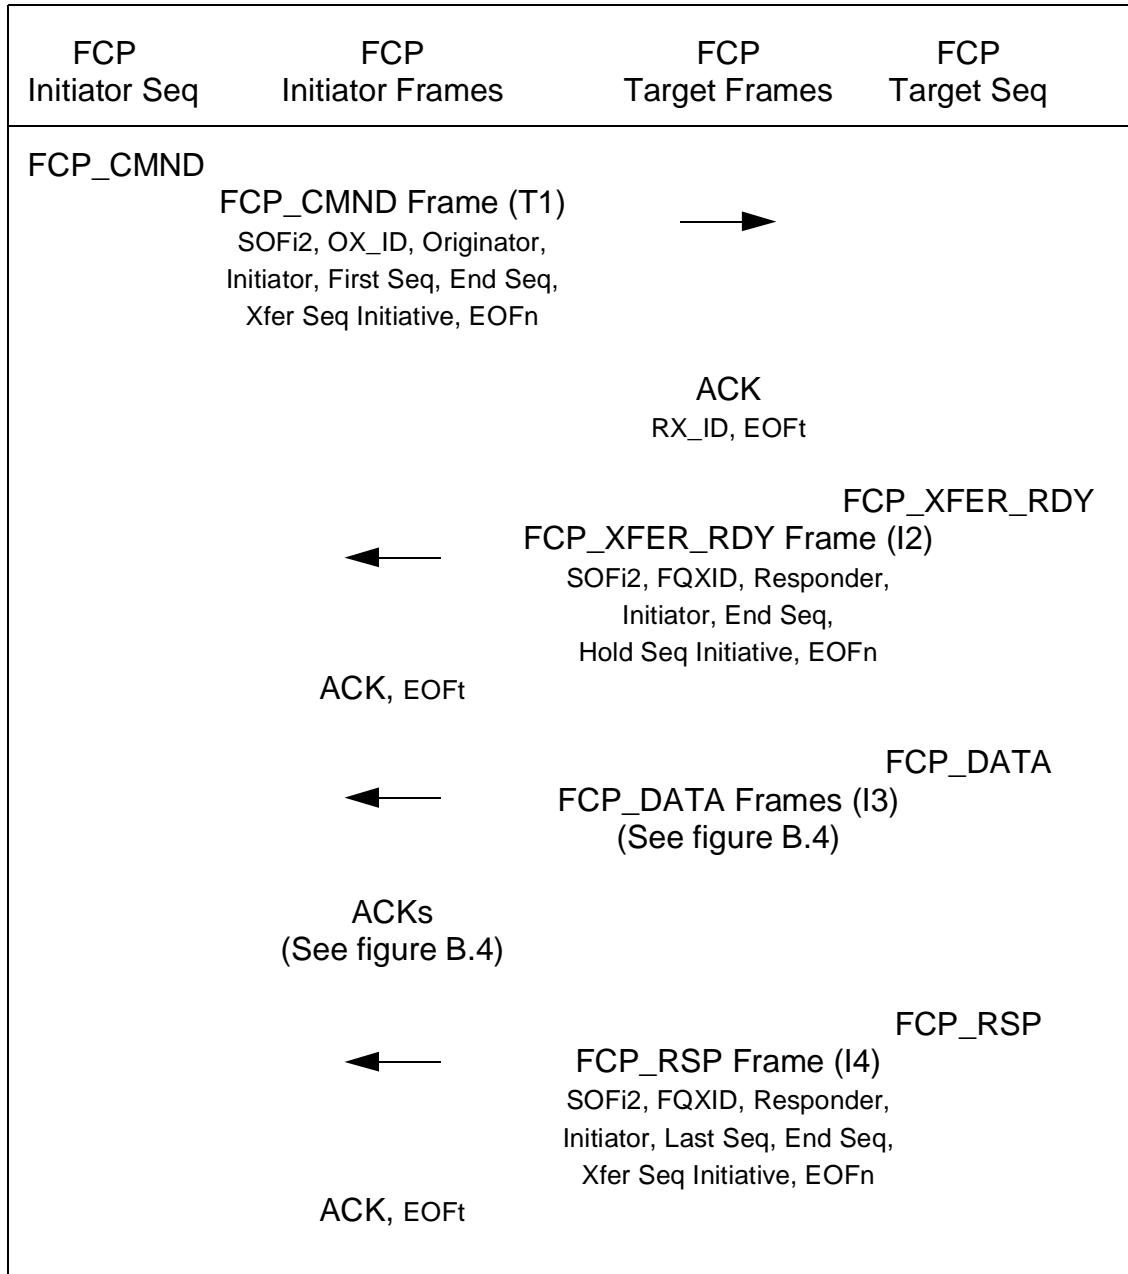 FCP FCP FCP FCP
Initiator Seq Initiator Frames Target Frames Target Seq
FCP_CMND
FCP_CMND Frame (T1)
SOFi2, OX_ID, Originator,
Initiator, First Seq, End Seq,
Xfer Seq Initiative, EOFn
ACK
RX_ID, EOFt
FCP_XFER_RDY
FCP_XFER_RDY Frame (I2)
SOFi2, FQXID, Responder,
Initiator, End Seq,
Hold Seq Initiative, EOFn
ACK, EOFt
FCP_DATA
FCP_DATA Frames (I3)
(See figure B.4)
ACKs
(See figure B.4)
FCP_RSP
FCP_RSP Frame (I4)
SOFi2, FQXID, Responder,
Initiator, Last Seq, End Seq,
Xfer Seq Initiative, EOFn
ACK, EOFt